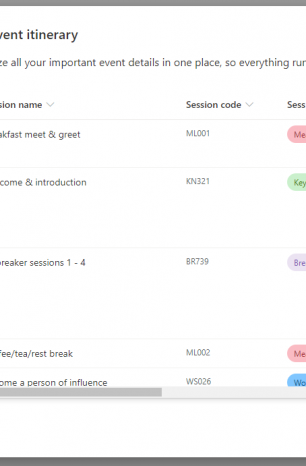 vent itinerary
ze all your important event details in one place, so everything run
sion name Session code Sess
akfast meet & greet ML001 Me
come & introduction KN321 Key
breaker sessions 1 - 4 BR739 Bre
fee/tea/rest break ML002 Me
ome a person of influence WS026 Wo